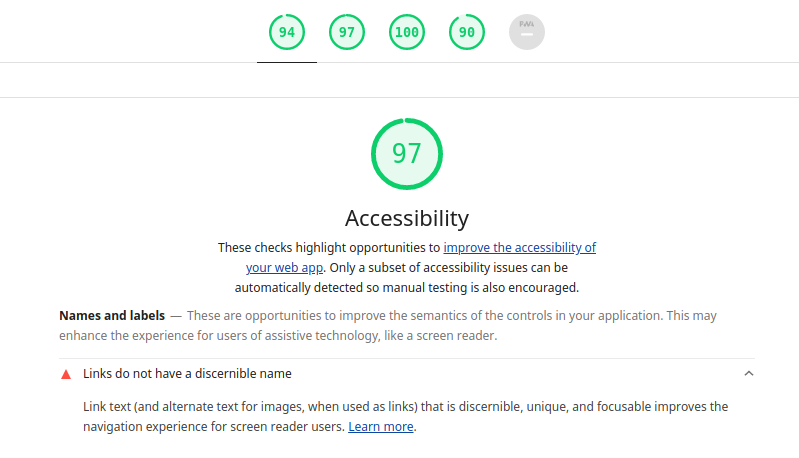 94 97 100 90 PWA
97
Accessibility
These checks highlight opportunities to improve the accessibility of
your web app. Only a subset of accessibility issues can be
automatically detected so manual testing is also encouraged.
Names and labels — These are opportunities to improve the semantics of the controls in your application. This may
enhance the experience for users of assistive technology, like a screen reader.
Links do not have a discernible name
Link text (and alternate text for images, when used as links) that is discernible, unique, and focusable improves the
navigation experience for screen reader users. Learn more.